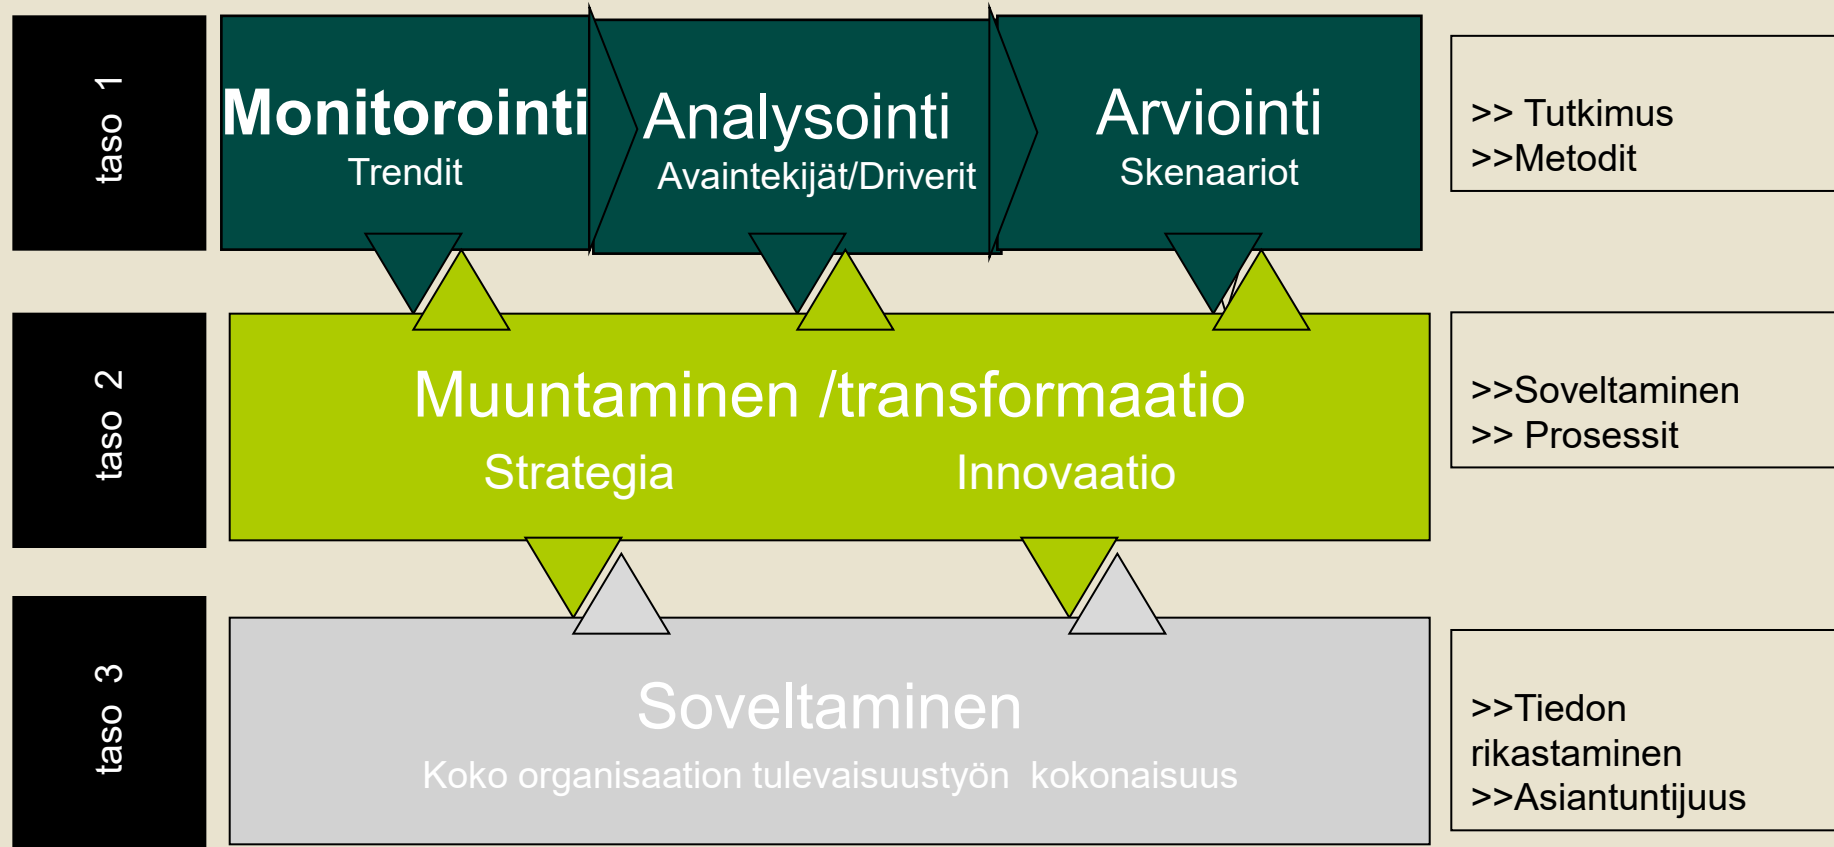 taso 1
Monitorointi
Trendit
Analysointi
Avaintekijät/Driverit
Arviointi
Skenaariot
>> Tutkimus
>>Metodit
taso 2
Muuntaminen /transformaatio
Strategia
Innovaatio
>>Soveltaminen
>> Prosessit
taso 3
Soveltaminen
Koko organisaation tulevaisuustyön kokonaisuus
>>Tiedon
rikastaminen
>>Asiantuntijuus